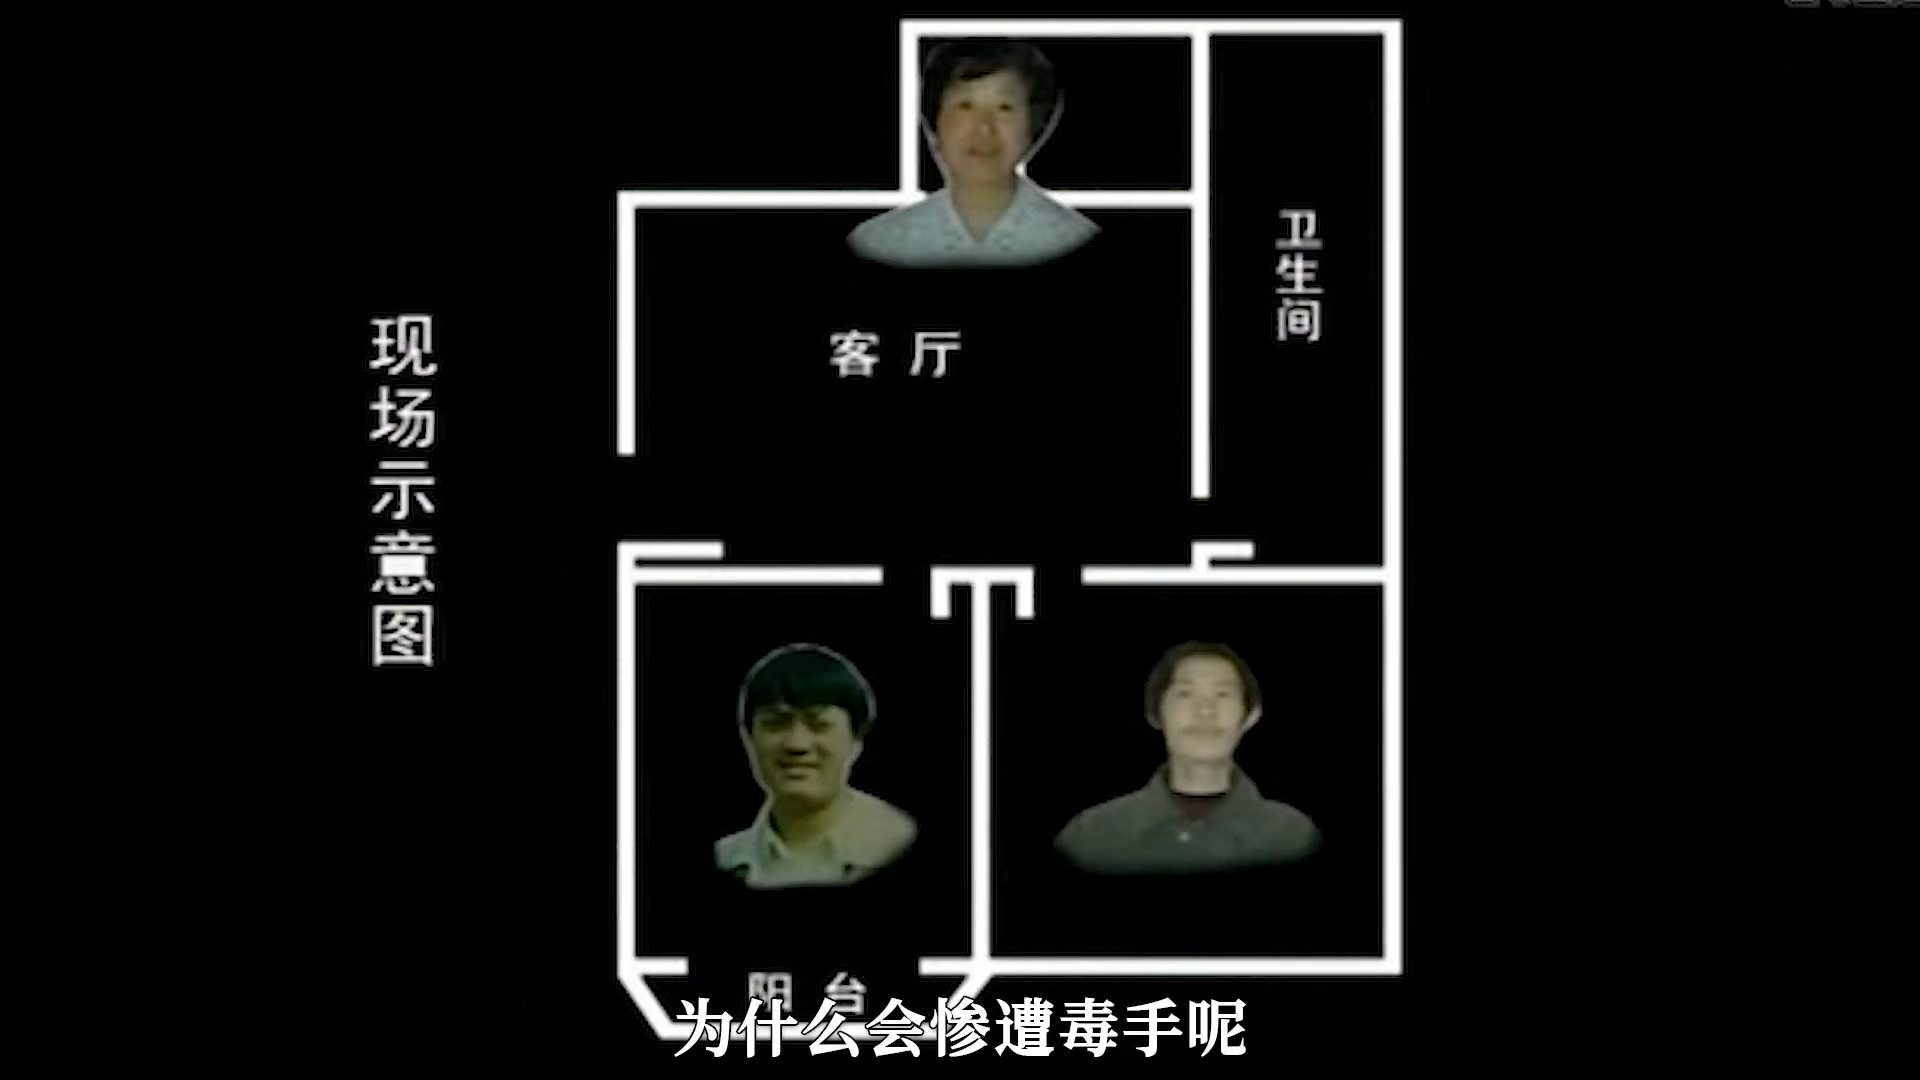 现场示意图
客厅
卫生间
阳台
为什么会惨遭毒手呢